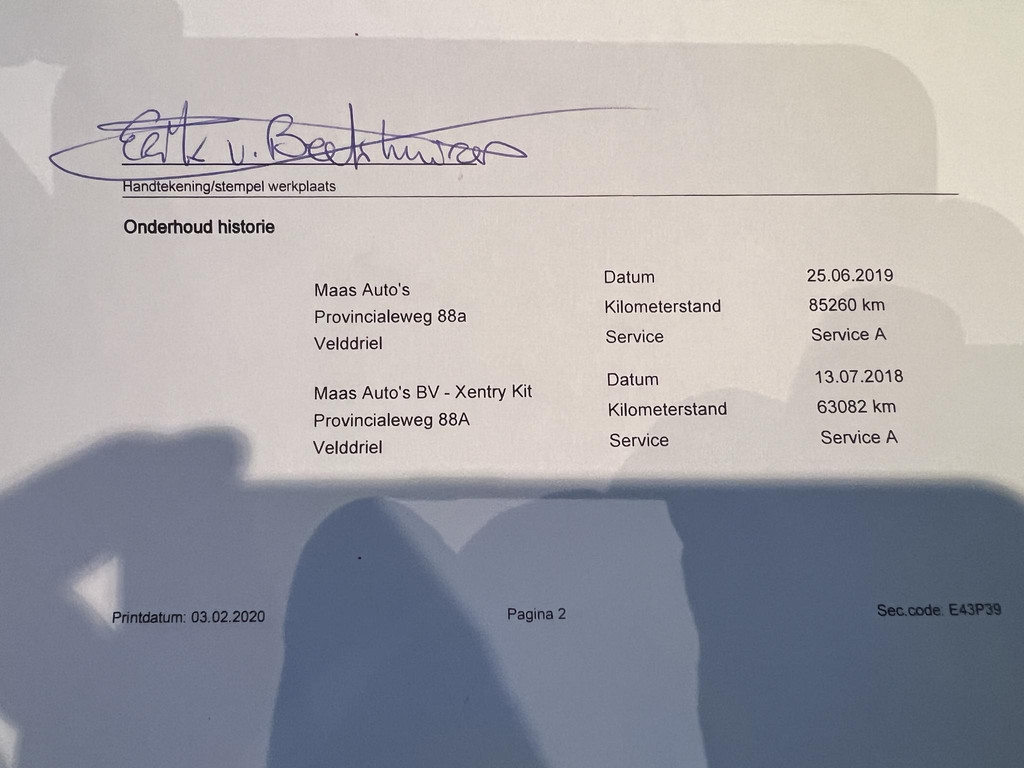 v. Beekhuizen
Handtekening/stempel werkplaats
Onderhoud historie
Maas Auto's
Provincialeweg 88a
Velddriel
Datum 25.06.2019
Kilometerstand 85260 km
Service Service A
Maas Auto's BV - Xentry Kit
Provincialeweg 88A
Velddriel
Datum 13.07.2018
Kilometerstand 63082 km
Service Service A
Printdatum: 03.02.2020 Pagina 2 Sec.code. E43P39